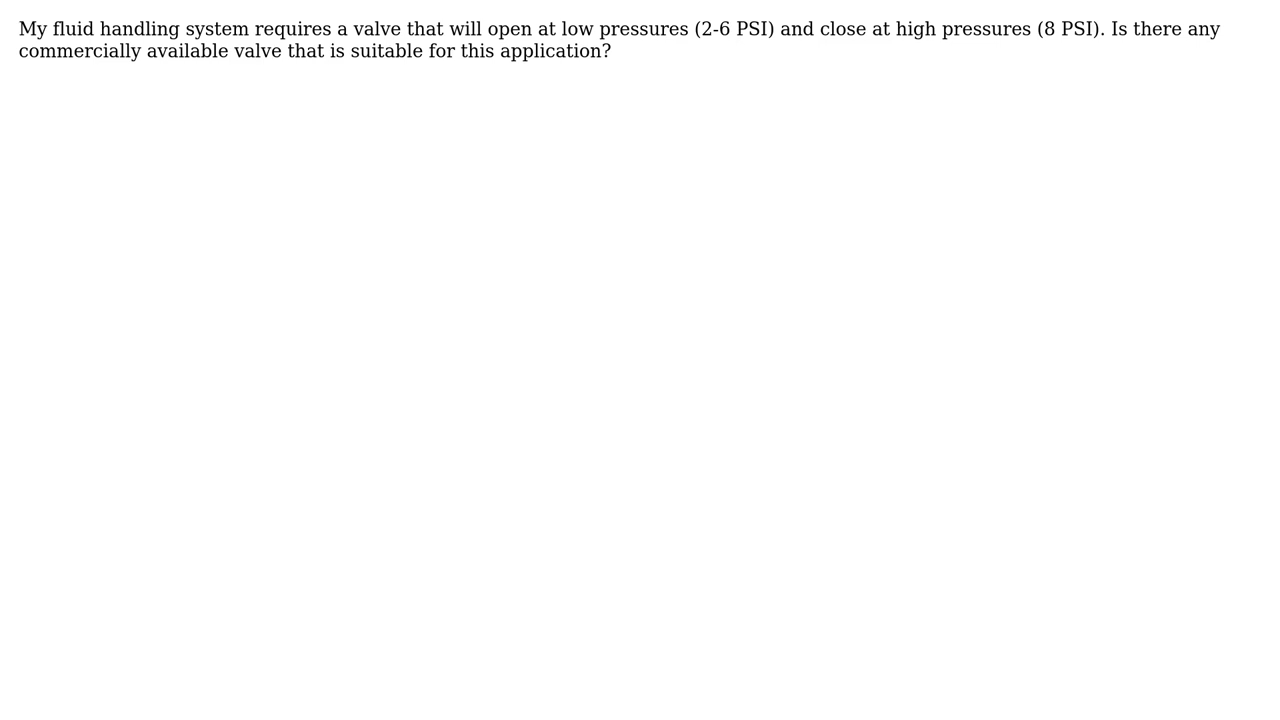 My fluid handling system requires a valve that will open at low pressures (2-6 PSI) and close at high pressures (8 PSI). Is there any
commercially available valve that is suitable for this application?